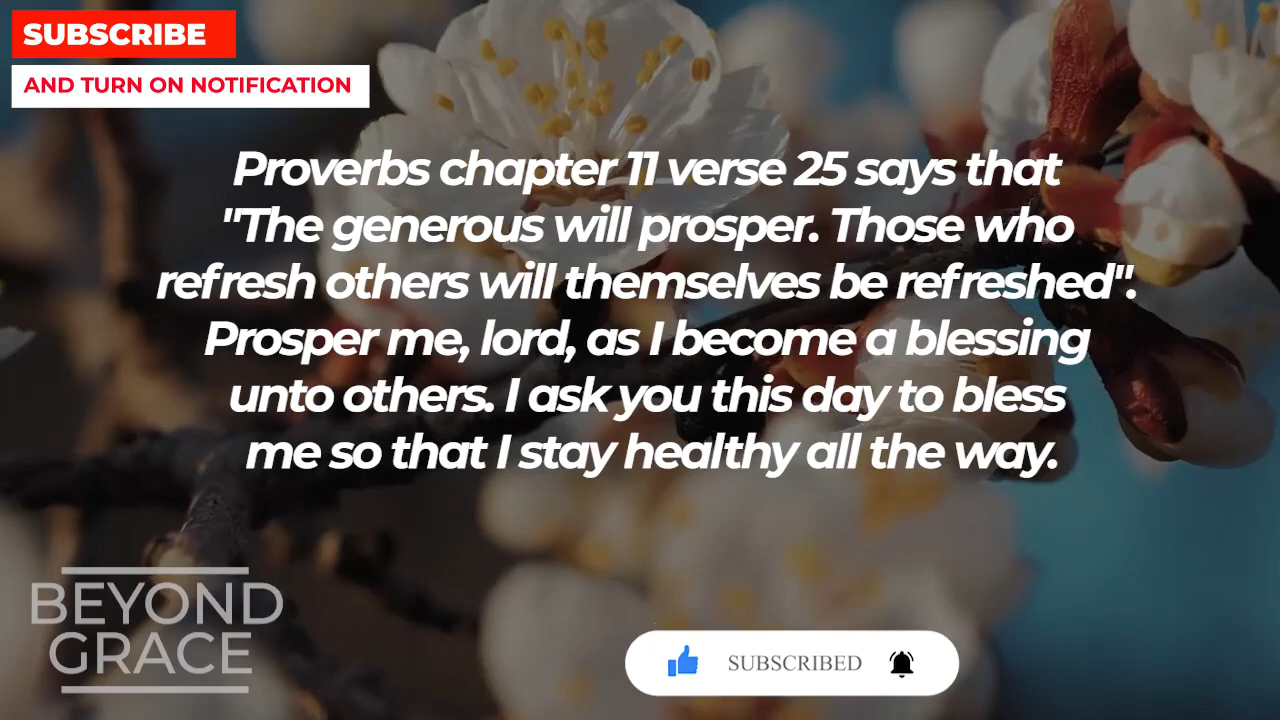 SUBSCRIBE
AND TURN ON NOTIFICATION
Proverbs chapter 11 verse 25 says that
"The generous will prosper. Those who
refresh others will themselves be refreshed".
Prosper me, lord, as I become a blessing
unto others. I ask you this day to bless
me so that I stay healthy all the way.
BEYOND
GRACE
SUBSCRIBED